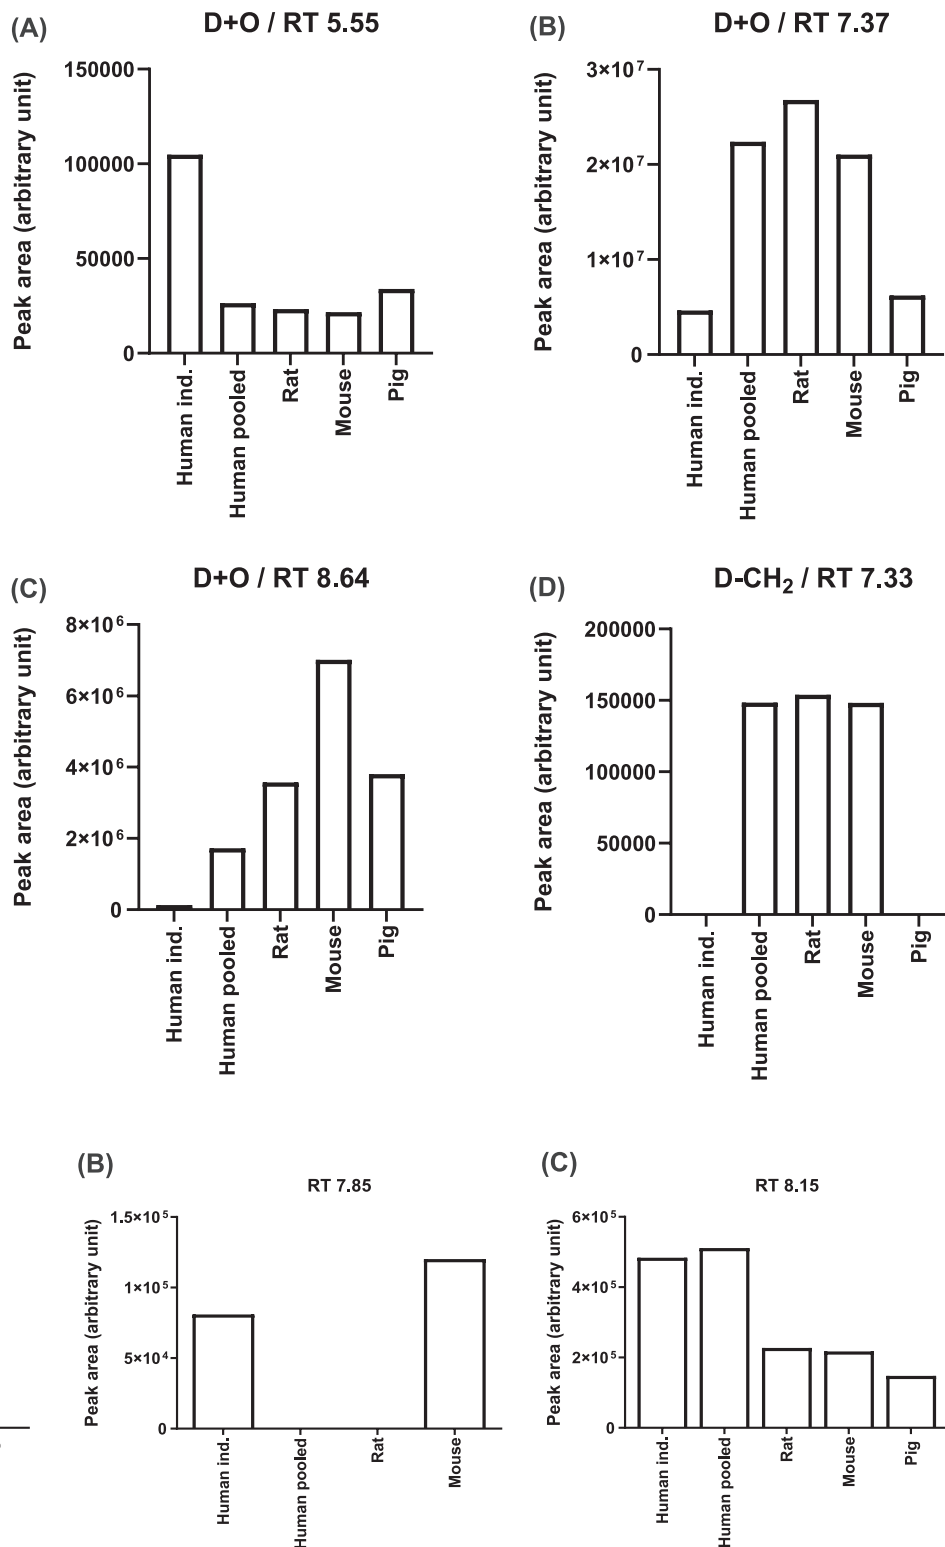 (A)
D+O / RT 5.55
Peak area (arbitrary unit)
150000
100000
50000
0
Human ind.
Human pooled
Rat
Mouse
Pig
(B)
D+O / RT 7.37
Peak area (arbitrary unit)
3×10⁷
2×10⁷
1×10⁷
0
Human ind.
Human pooled
Rat
Mouse
Pig
(C)
D+O / RT 8.64
Peak area (arbitrary unit)
8×10⁶
6×10⁶
4×10⁶
2×10⁶
0
Human ind.
Human pooled
Rat
Mouse
Pig
(D)
D-CH₂ / RT 7.33
Peak area (arbitrary unit)
200000
150000
100000
50000
0
Human ind.
Human pooled
Rat
Mouse
Pig
(B)
RT 7.85
Peak area (arbitrary unit)
1.5×10⁵
1×10⁵
5×10⁴
0
Human ind.
Human pooled
Rat
Mouse
(C)
RT 8.15
Peak area (arbitrary unit)
6×10⁵
4×10⁵
2×10⁵
0
Human ind.
Human pooled
Rat
Mouse
Pig